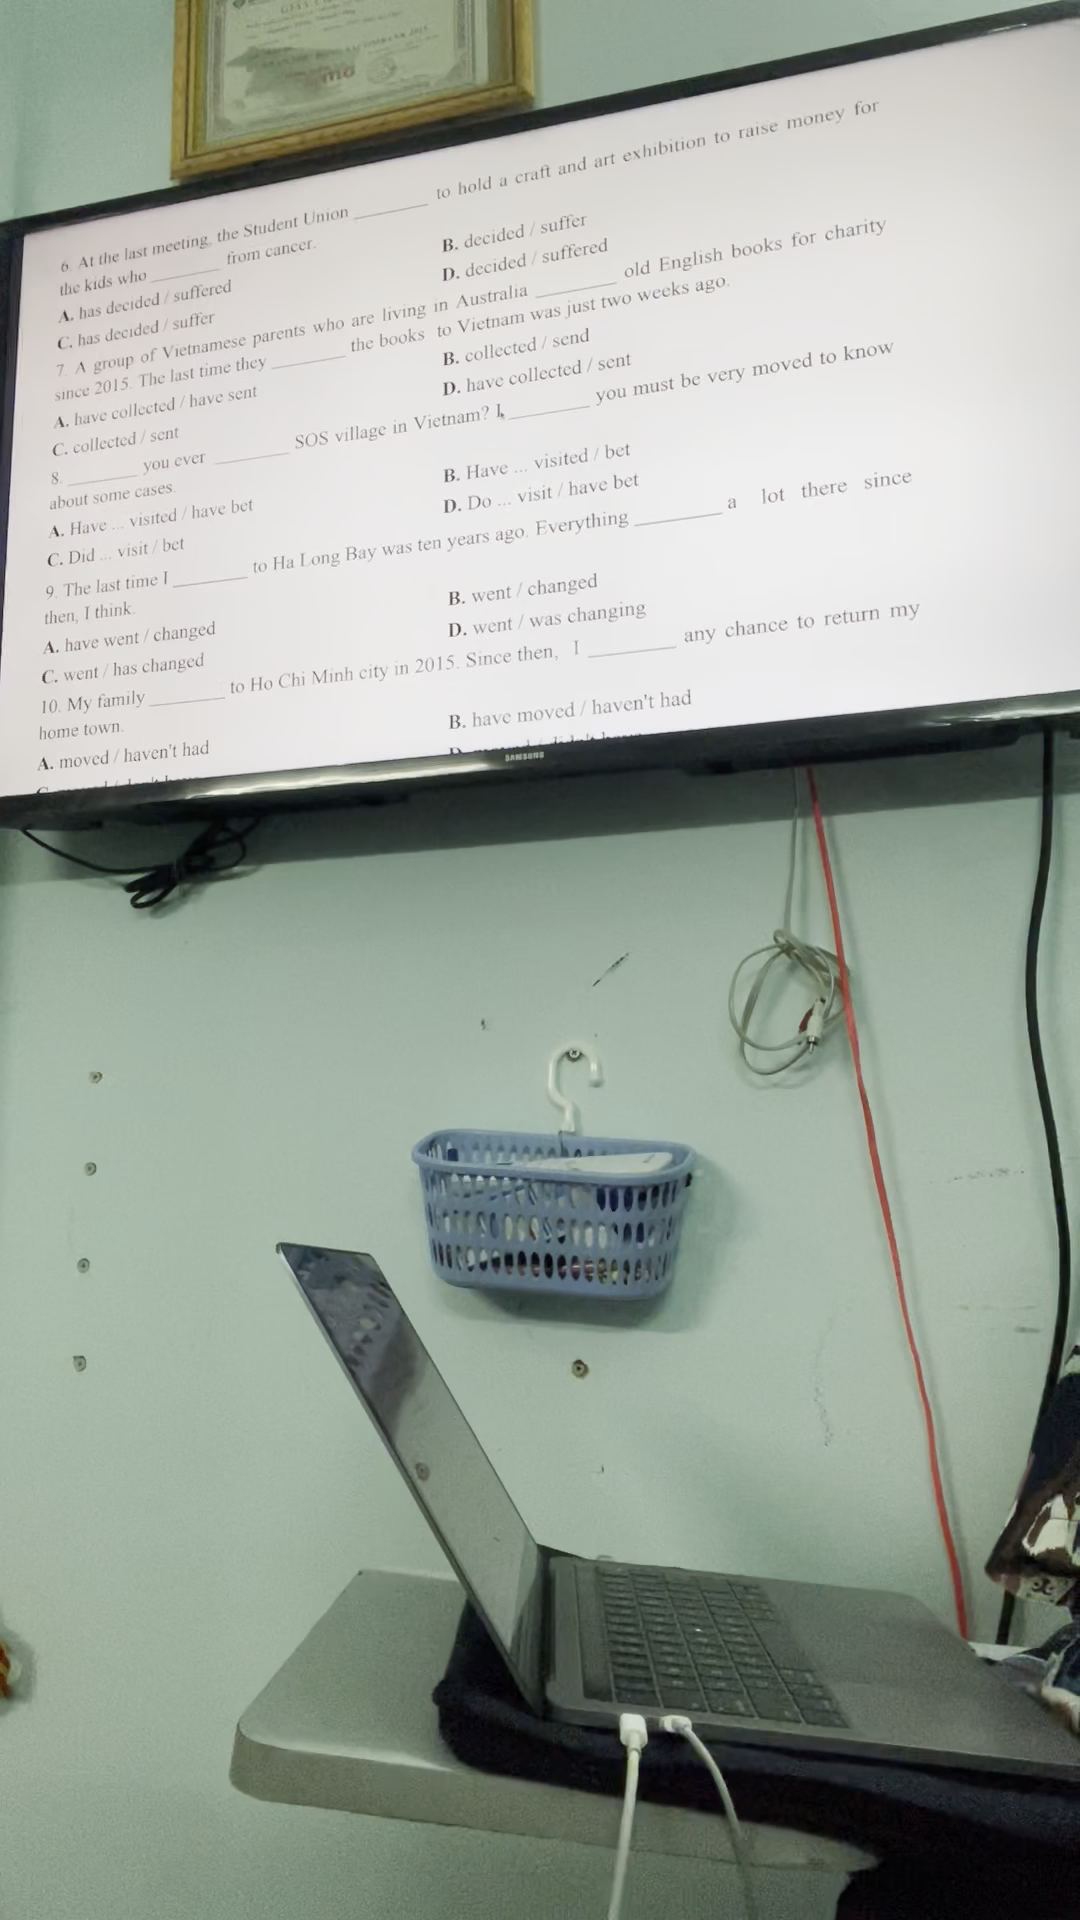 6. At the last meeting, the Student Union ________ to hold a craft and art exhibition to raise money for
the kids who ________ from cancer.
A. has decided / suffered
B. decided / suffer
C. has decided / suffer
D. decided / suffered
7. A group of Vietnamese parents who are living in Australia ________ old English books for charity
since 2015. The last time they ________ the books to Vietnam was just two weeks ago.
A. have collected / have sent
B. collected / send
C. collected / sent
D. have collected / sent
8. ________ you ever ________ SOS village in Vietnam? I ________ you must be very moved to know
about some cases.
A. Have ... visited / have bet
B. Have ... visited / bet
C. Did ... visit / bet
D. Do ... visit / have bet
9. The last time I ________ to Ha Long Bay was ten years ago. Everything ________ a lot there since
then, I think.
A. have went / changed
B. went / changed
C. went / has changed
D. went / was changing
10. My family ________ to Ho Chi Minh city in 2015. Since then, I ________ any chance to return my
home town.
A. moved / haven't had
B. have moved / haven't had
SAMSUNG